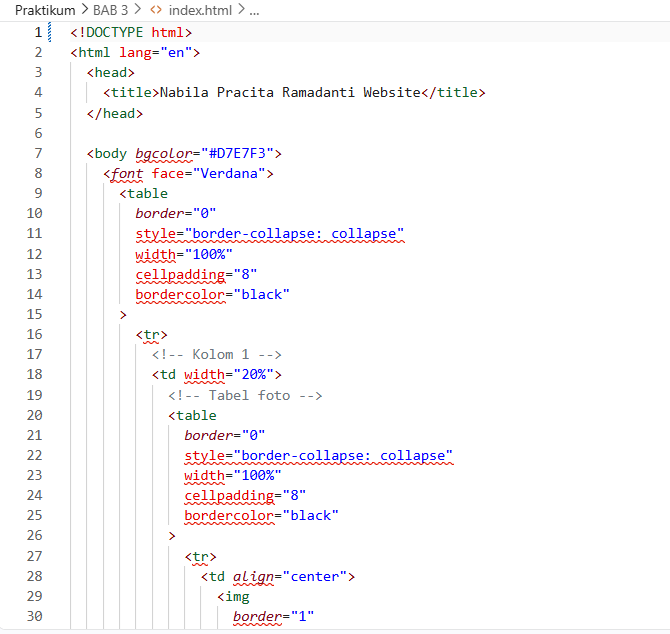 Praktikum > BAB 3 > <> index.html > ...
1 <!DOCTYPE html>
2 <html lang="en">
3 <head>
4 <title>Nabila Pracita Ramadanti Website</title>
5 </head>
6
7 <body bgcolor="#D7E7F3">
8 <font face="Verdana">
9 <table
10 border="0"
11 style="border-collapse: collapse"
12 width="100%"
13 cellpadding="8"
14 bordercolor="black"
15 >
16 <tr>
17 <!-- Kolom 1 -->
18 <td width="20%">
19 <!-- Tabel foto -->
20 <table
21 border="0"
22 style="border-collapse: collapse"
23 width="100%"
24 cellpadding="8"
25 bordercolor="black"
26 >
27 <tr>
28 <td align="center">
29 <img
30 border="1"